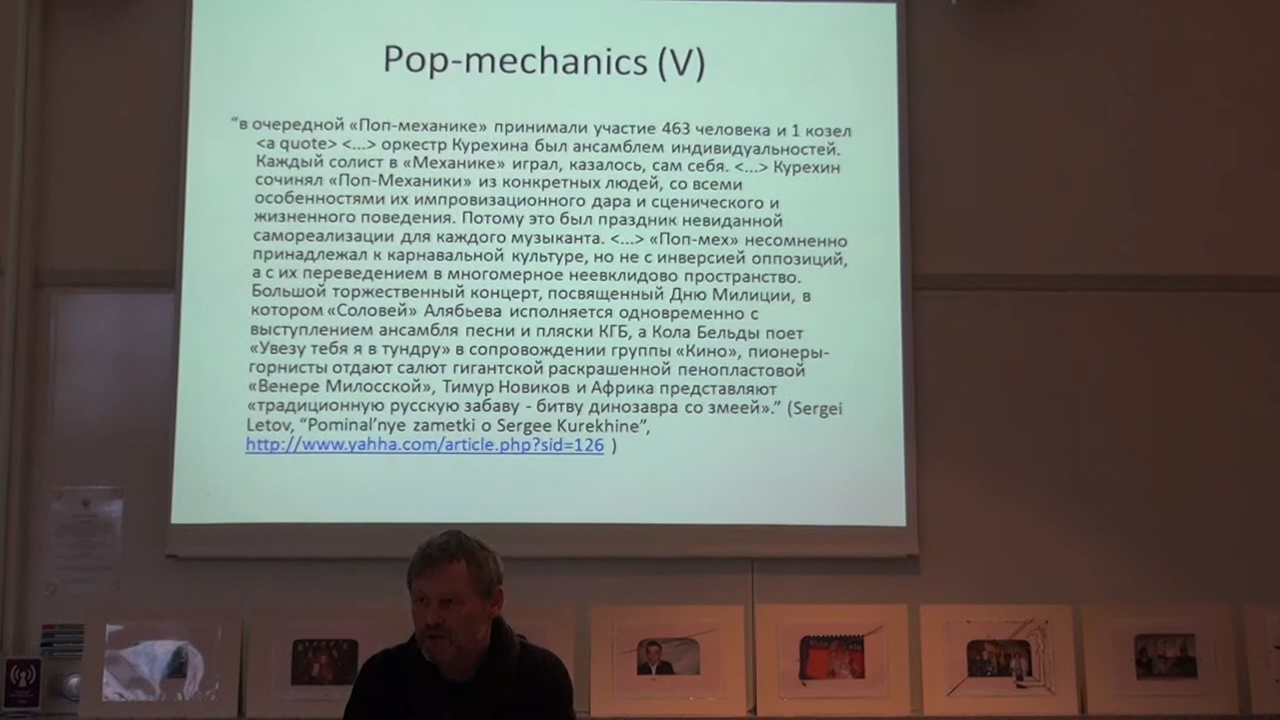 Pop-mechanics (V)
“в очередной «Поп-механике» принимали участие 463 человека и 1 козел
<a quote> <...> оркестр Курехина был ансамблем индивидуальностей.
Каждый солист в «Механике» играл, казалось, сам себя. <...> Курехин
сочинял «Поп-Механики» из конкретных людей, со всеми
особенностями их импровизационного дара и сценического и
жизненного поведения. Потому это был праздник невиданной
самореализации для каждого музыканта. <...> «Поп-мех» несомненно
принадлежал к карнавальной культуре, но не с инверсией оппозиций,
а с их переведением в многомерное неевклидово пространство.
Большой торжественный концерт, посвященный Дню Милиции, в
котором «Соловей» Алябьева исполняется одновременно с
выступлением ансамбля песни и пляски КГБ, а Кола Бельды поет
«Увезу тебя я в тундру» в сопровождении группы «Кино», пионеры-
горнисты отдают салют гигантской раскрашенной пенопластовой
«Венере Милосской», Тимур Новиков и Африка представляют
«традиционную русскую забаву - битву динозавра со змеей».” (Sergei
Letov, “Pominal’nye zametki o Sergee Kurekhine”,
http://www.yahha.com/article.php?sid=126 )